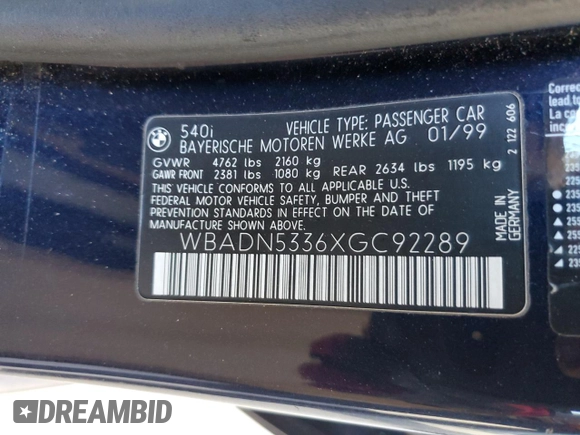 540i VEHICLE TYPE: PASSENGER CAR
BAYERISCHE MOTOREN WERKE AG 01/99
GVWR 4762 lbs 2160 kg
GAWR FRONT 2381 lbs 1080 kg REAR 2634 lbs 1195 kg
THIS VEHICLE CONFORMS TO ALL APPLICABLE
FEDERAL MOTOR VEHICLE SAFETY, BUMPER AND THEFT
PREVENTION STANDARDS IN EFFECT ON THE DATE OF
MANUFACTURE SHOWN ABOVE.
WBADN5336XGC92289
MADE IN
GERMANY
2 122 606
Correc
lead t
La c
DREAMBID